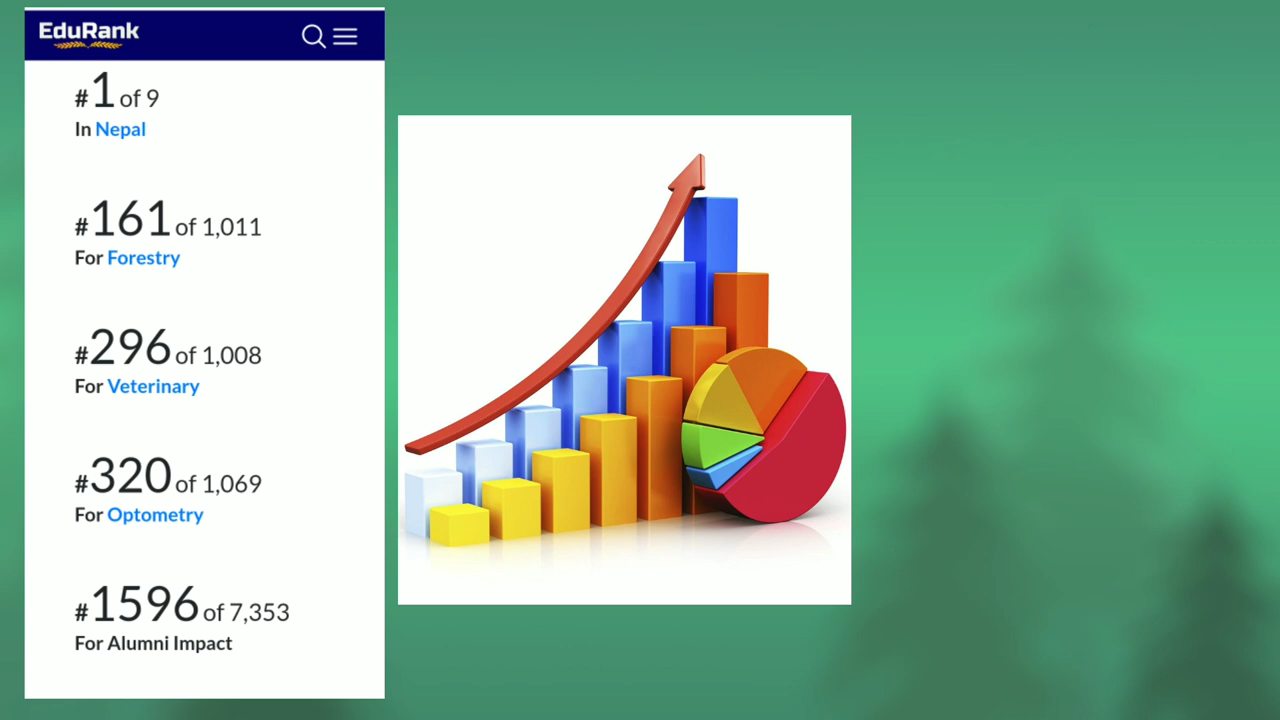 EduRank
#1 of 9
In Nepal
#161 of 1,011
For Forestry
#296 of 1,008
For Veterinary
#320 of 1,069
For Optometry
#1596 of 7,353
For Alumni Impact